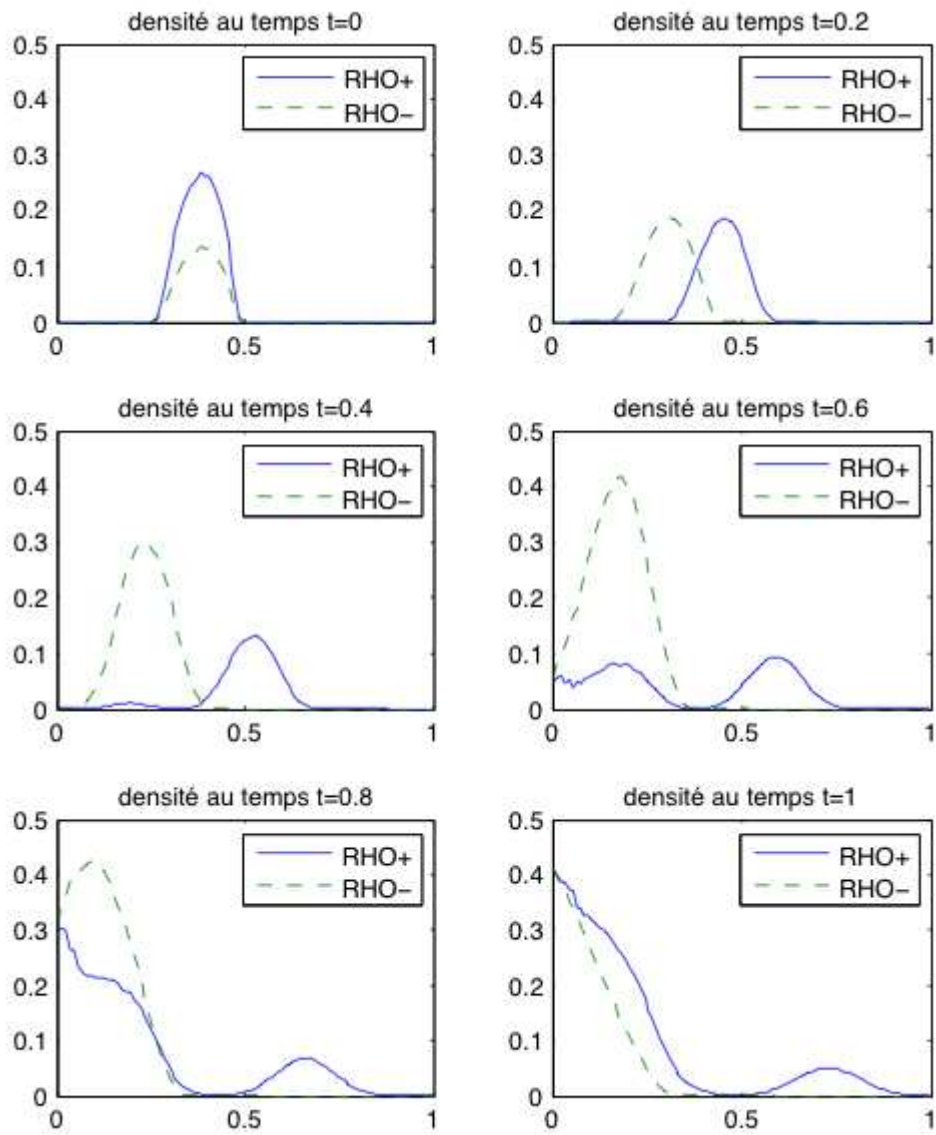 densité au temps t=0
0.5
RHO+
0.4
RHO−
0.3
0.2
0.1
0
0 0.5 1
densité au temps t=0.2
0.5
RHO+
0.4
RHO−
0.3
0.2
0.1
0
0 0.5 1
densité au temps t=0.4
0.5
RHO+
0.4
RHO−
0.3
0.2
0.1
0
0 0.5 1
densité au temps t=0.6
0.5
RHO+
0.4
RHO−
0.3
0.2
0.1
0
0 0.5 1
densité au temps t=0.8
0.5
RHO+
0.4
RHO−
0.3
0.2
0.1
0
0 0.5 1
densité au temps t=1
0.5
RHO+
0.4
RHO−
0.3
0.2
0.1
0
0 0.5 1